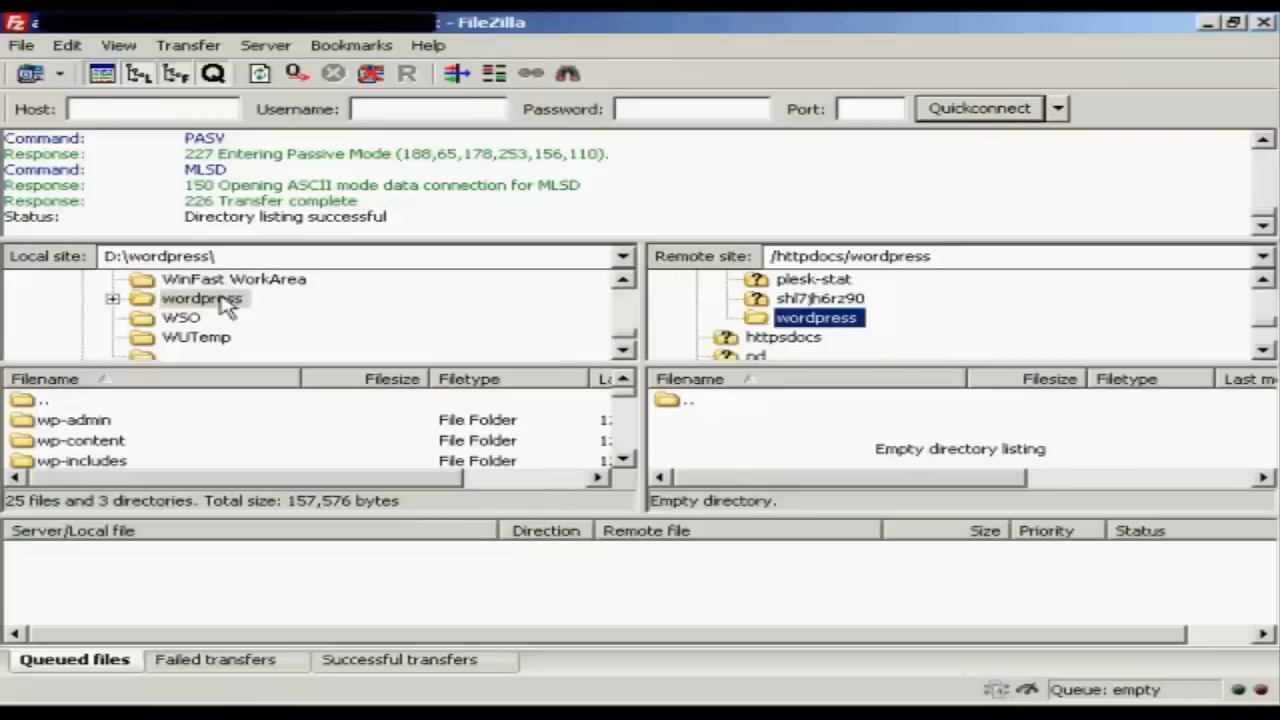 - FileZilla
File Edit View Transfer Server Bookmarks Help
Host: Username: Password: Port: Quickconnect
Command: PASV
Response: 227 Entering Passive Mode (188,65,178,253,156,110).
Command: MLSD
Response: 150 Opening ASCII mode data connection for MLSD
Response: 226 Transfer complete
Status: Directory listing successful
Local site: D:\wordpress\
WinFast WorkArea
wordpress
WSO
WUTemp
Remote site: /httpdocs/wordpress
plesk-stat
shl7jh6rz90
wordpress
httpsdocs
pd
Filename Filesize Filetype
..
wp-admin File Folder
wp-content File Folder
wp-includes File Folder
25 files and 3 directories. Total size: 157,576 bytes
Filename Filesize Filetype Last m
..
Empty directory listing
Empty directory.
Server/Local file Direction Remote file Size Priority Status
Queued files Failed transfers Successful transfers
Queue: empty